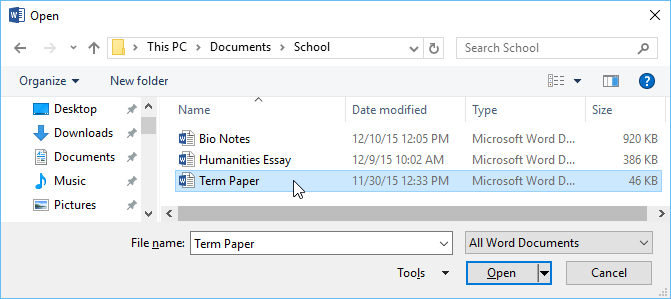 Open
This PC > Documents > School
Search School
Organize
New folder
Name Date modified Type Size
Desktop
Downloads
Documents
Music
Pictures
Bio Notes 12/10/15 12:05 PM Microsoft Word D... 920 KB
Humanities Essay 12/9/15 10:02 AM Microsoft Word D... 386 KB
Term Paper 11/30/15 12:33 PM Microsoft Word D... 46 KB
File name: Term Paper All Word Documents
Tools Open Cancel